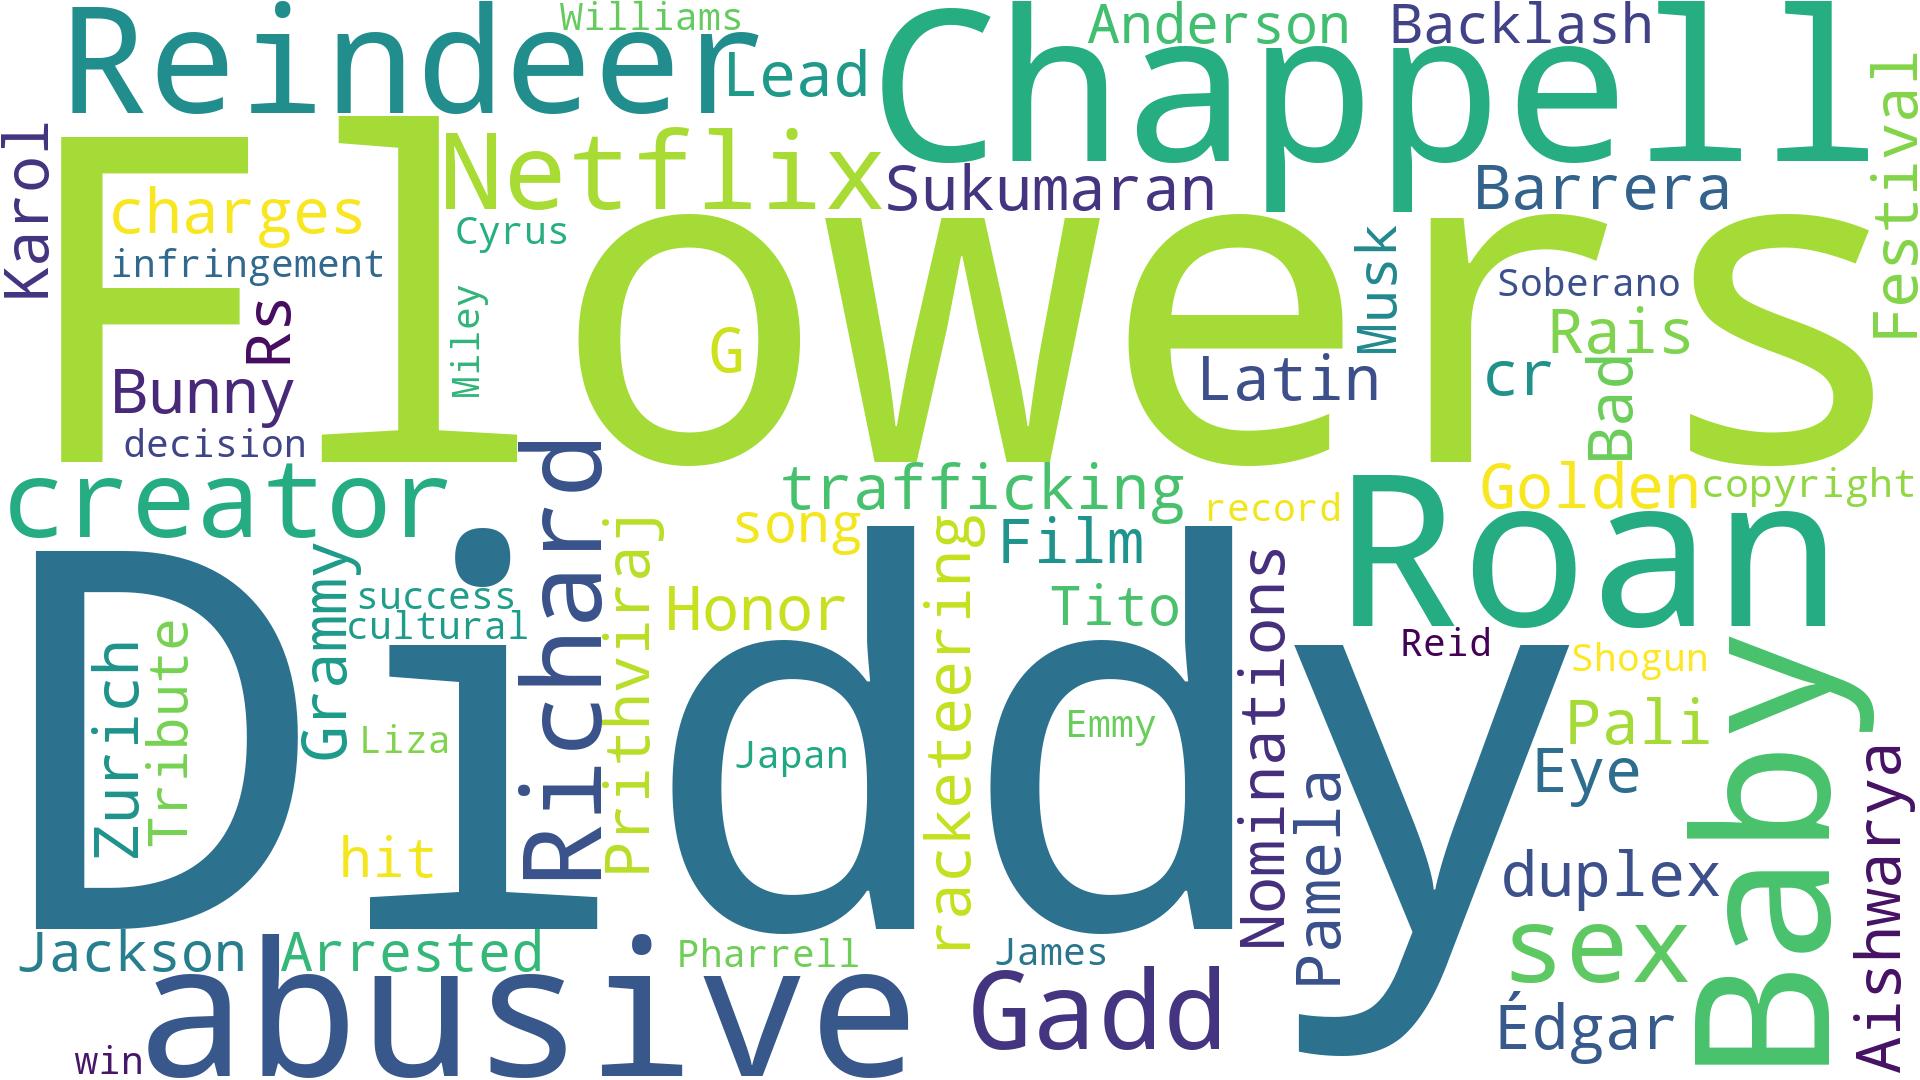 Reindeer
Williams
Lead
Chappell
Anderson
Backlash
Festival
Karol
Flowers
Netflix
Sukumaran
Barrera
charges
Cyrus
infringement
Musk
Soberano
Rs
Miley
G
Rais
Bunny
Latin
cr
Bad
decision
creator
Richard
trafficking
Golden
copyright
record
Roan
song
Film
Diddy
Prithviraj
racketeering
Grammy
success
cultural
Honor
Tito
Nominations
Reid
Shogun
Baby
Zurich
Tribute
Liza
Japan
Emmy
Pali
Eye
Pamela
Aishwarya
hit
duplex
Jackson
Arrested
Pharrell
James
sex
abusive
Gadd
Édgar
win